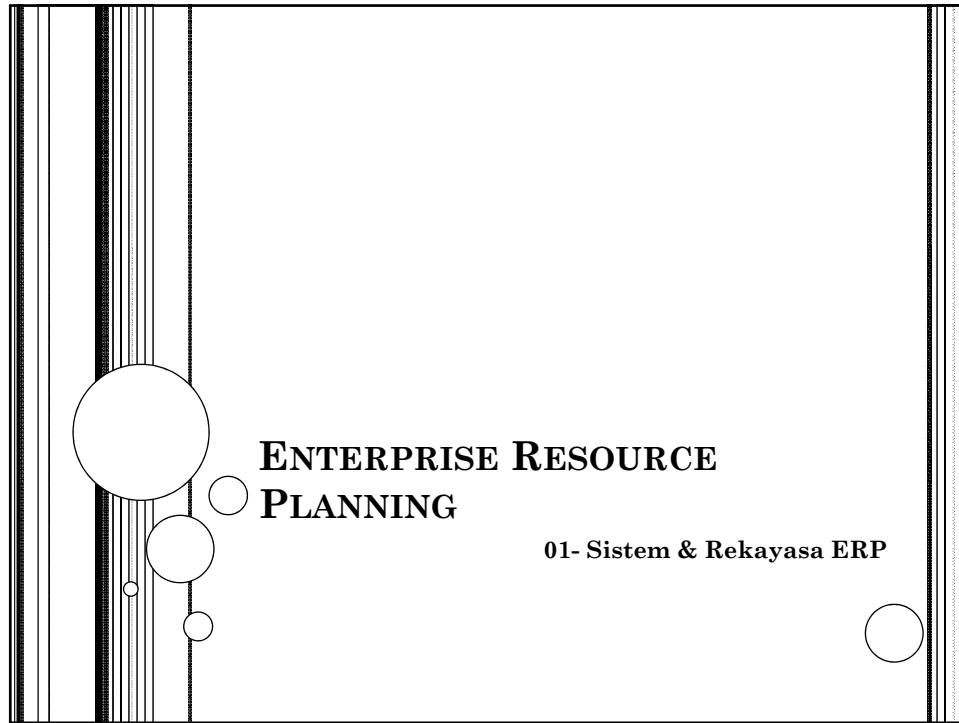 ENTERPRISE RESOURCE
PLANNING
01- Sistem & Rekayasa ERP